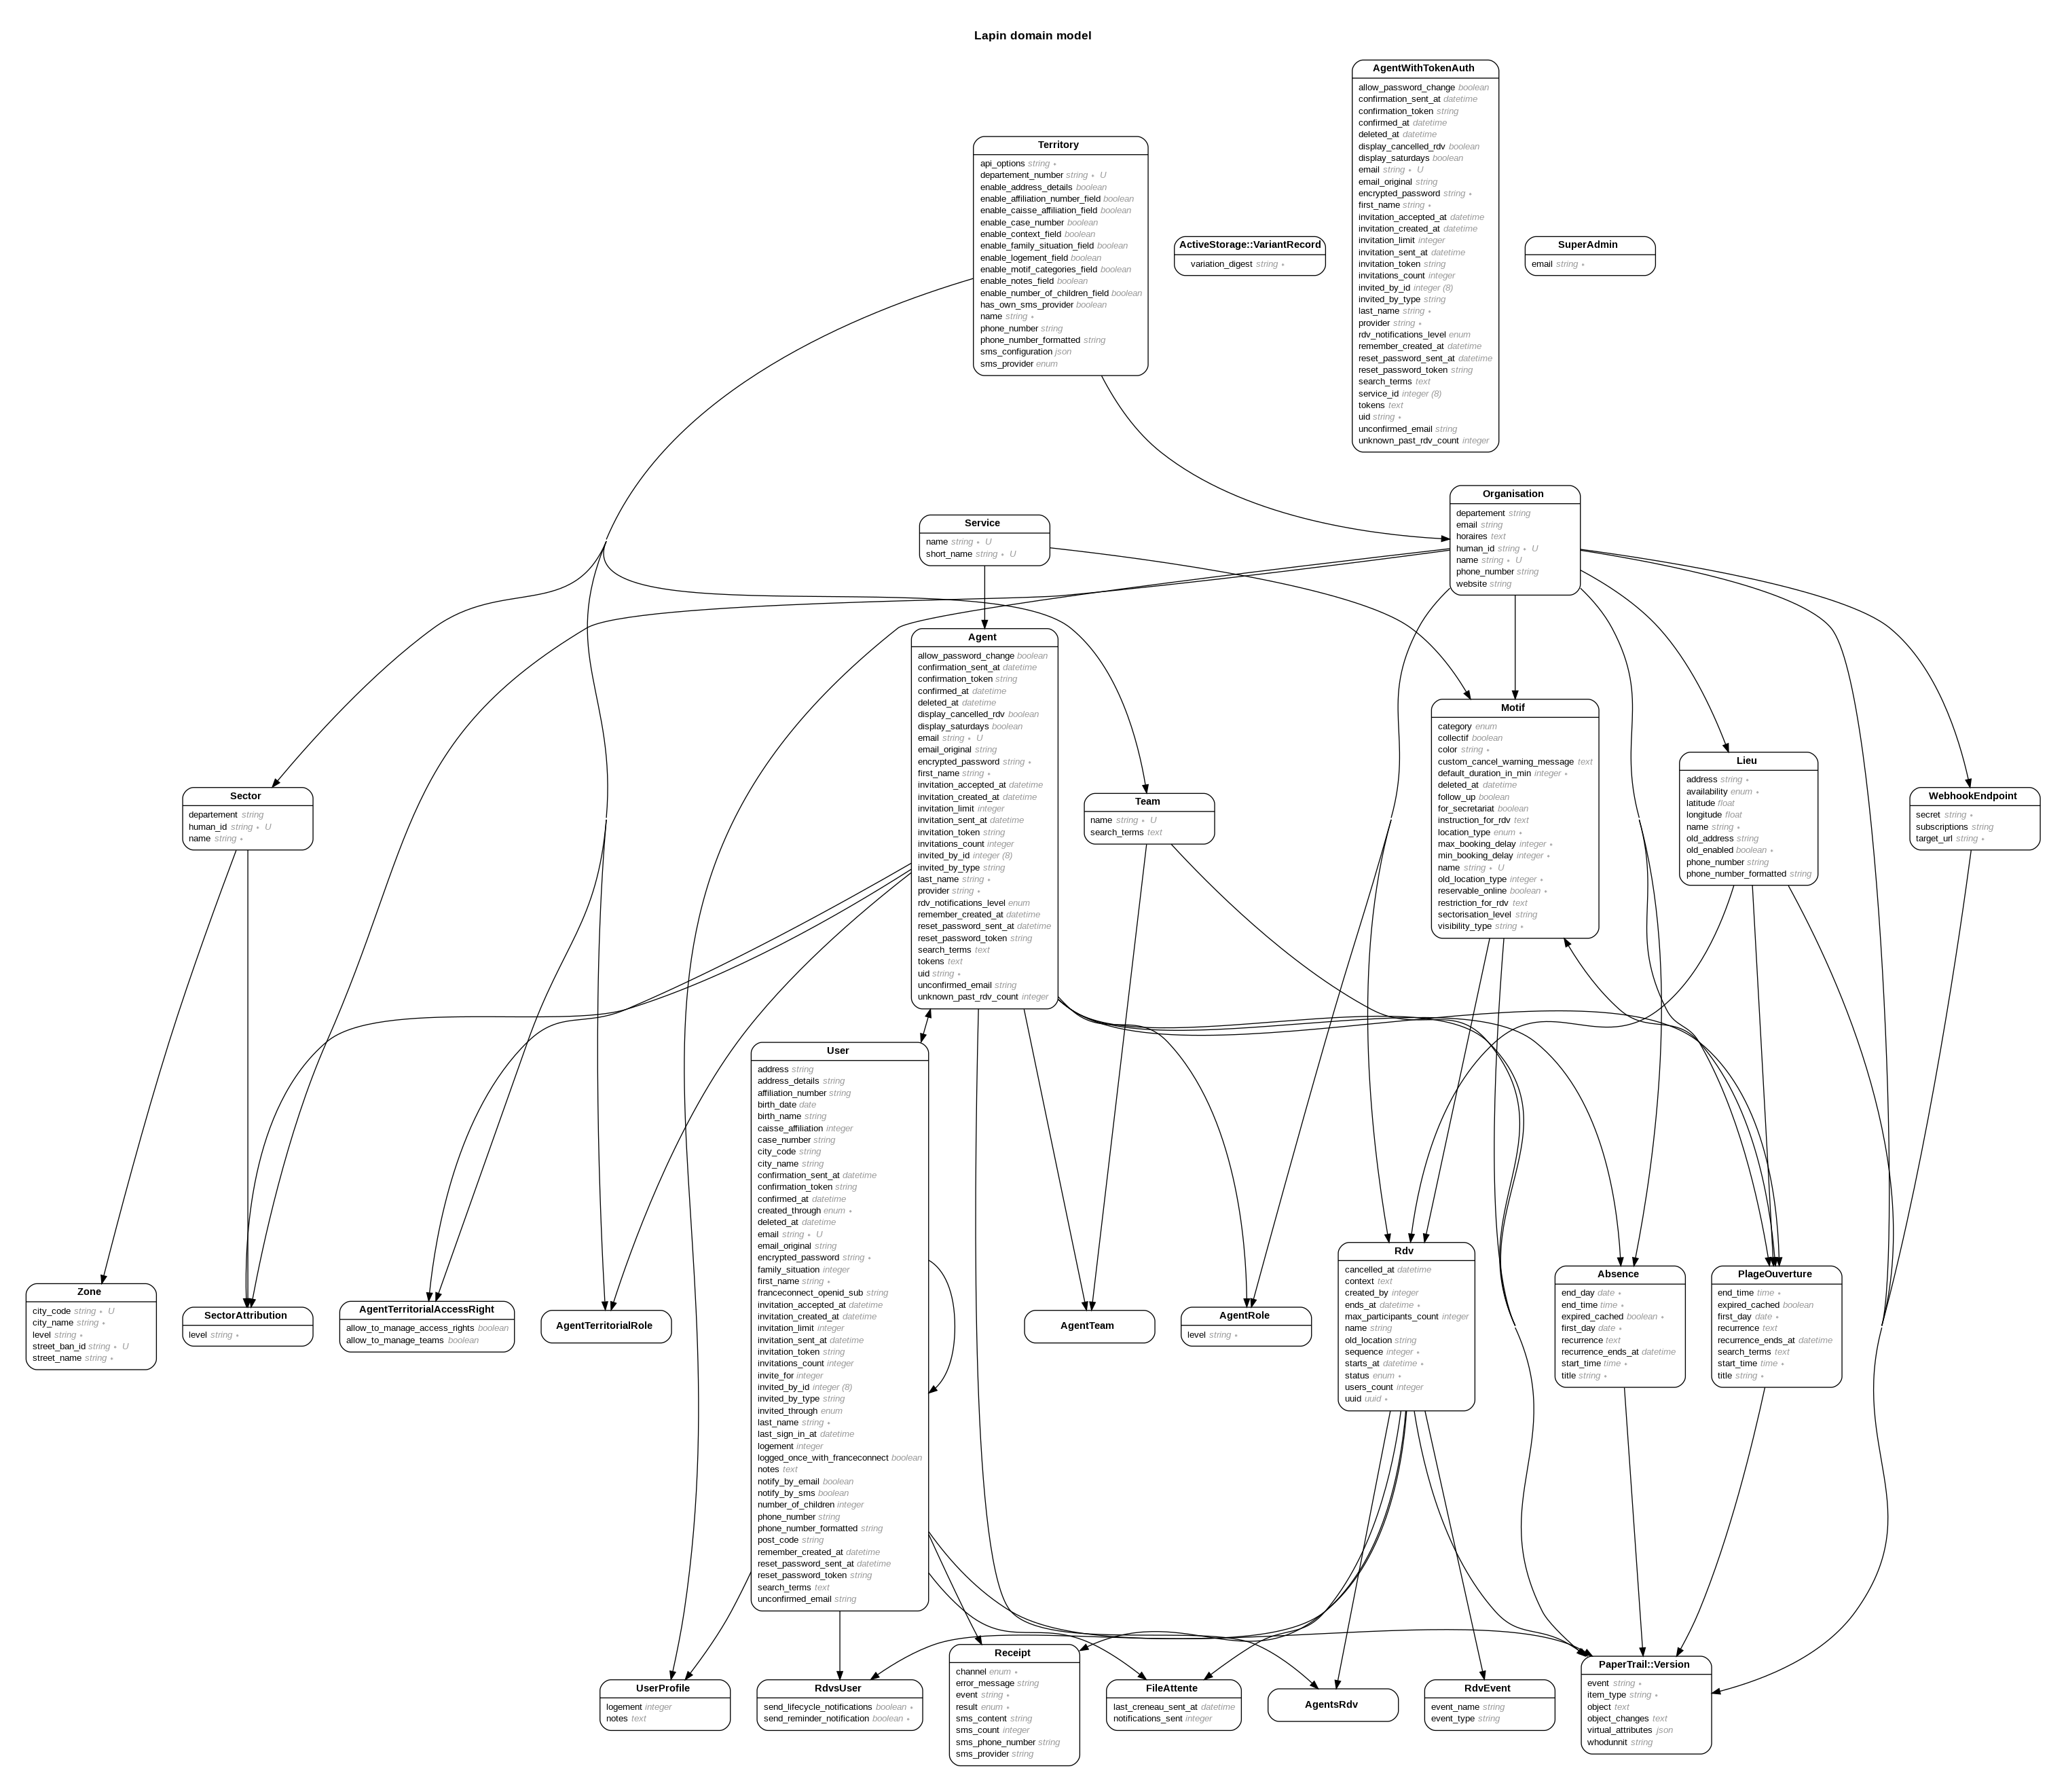 Lapin domain model
AgentWithTokenAuth
allow_password_change boolean
confirmation_sent_at datetime
confirmation_token string
confirmed_at datetime
deleted_at datetime
display_cancelled_rdv boolean
display_saturdays boolean
email string ∗ U
email_original string
encrypted_password string ∗
first_name string ∗
invitation_accepted_at datetime
invitation_created_at datetime
invitation_limit integer
invitation_sent_at datetime
invitation_token string
invitations_count integer
invited_by_id integer (8)
invited_by_type string
last_name string ∗
provider string ∗
rdv_notifications_level enum
remember_created_at datetime
reset_password_sent_at datetime
reset_password_token string
search_terms text
service_id integer (8)
tokens text
uid string ∗
unconfirmed_email string
unknown_past_rdv_count integer
Territory
api_options string ∗
departement_number string ∗ U
enable_address_details boolean
enable_affiliation_number_field boolean
enable_caisse_affiliation_field boolean
enable_case_number boolean
enable_context_field boolean
enable_family_situation_field boolean
enable_logement_field boolean
enable_motif_categories_field boolean
enable_notes_field boolean
enable_number_of_children_field boolean
has_own_sms_provider boolean
name string ∗
phone_number string
phone_number_formatted string
sms_configuration json
sms_provider enum
ActiveStorage::VariantRecord
variation_digest string ∗
SuperAdmin
email string ∗
Organisation
departement string
email string
horaires text
human_id string ∗ U
name string ∗ U
phone_number string
website string
Service
name string ∗ U
short_name string ∗ U
Agent
allow_password_change boolean
confirmation_sent_at datetime
confirmation_token string
confirmed_at datetime
deleted_at datetime
display_cancelled_rdv boolean
display_saturdays boolean
email string ∗ U
email_original string
encrypted_password string ∗
first_name string ∗
invitation_accepted_at datetime
invitation_created_at datetime
invitation_limit integer
invitation_sent_at datetime
invitation_token string
invitations_count integer
invited_by_id integer (8)
invited_by_type string
last_name string ∗
provider string ∗
rdv_notifications_level enum
remember_created_at datetime
reset_password_sent_at datetime
reset_password_token string
search_terms text
tokens text
uid string ∗
unconfirmed_email string
unknown_past_rdv_count integer
Motif
category enum
collectif boolean
color string ∗
custom_cancel_warning_message text
default_duration_in_min integer ∗
deleted_at datetime
follow_up boolean
for_secretariat boolean
instruction_for_rdv text
location_type enum ∗
max_booking_delay integer ∗
min_booking_delay integer ∗
name string ∗ U
old_location_type integer ∗
reservable_online boolean ∗
restriction_for_rdv text
sectorisation_level string
visibility_type string ∗
Lieu
address string ∗
availability enum ∗
latitude float
longitude float
name string ∗
old_address string
old_enabled boolean ∗
phone_number string
phone_number_formatted string
Sector
departement string
human_id string ∗ U
name string ∗
Team
name string ∗ U
search_terms text
WebhookEndpoint
secret string ∗
subscriptions string
target_url string ∗
User
address string
address_details string
affiliation_number string
birth_date date
birth_name string
caisse_affiliation integer
case_number string
city_code string
city_name string
confirmation_sent_at datetime
confirmation_token string
confirmed_at datetime
created_through enum ∗
deleted_at datetime
email string ∗ U
email_original string
encrypted_password string ∗
family_situation integer
first_name string ∗
franceconnect_openid_sub string
invitation_accepted_at datetime
invitation_created_at datetime
invitation_limit integer
invitation_sent_at datetime
invitation_token string
invitations_count integer
invite_for integer
invited_by_id integer (8)
invited_by_type string
invited_through enum
last_name string ∗
last_sign_in_at datetime
logement integer
logged_once_with_franceconnect boolean
notes text
notify_by_email boolean
notify_by_sms boolean
number_of_children integer
phone_number string
phone_number_formatted string
post_code string
remember_created_at datetime
reset_password_sent_at datetime
reset_password_token string
search_terms text
unconfirmed_email string
Zone
city_code string ∗ U
city_name string ∗
level string ∗
street_ban_id string ∗ U
street_name string ∗
SectorAttribution
level string ∗
AgentTerritorialAccessRight
allow_to_manage_access_rights boolean
allow_to_manage_teams boolean
AgentTerritorialRole
AgentTeam
AgentRole
level string ∗
Rdv
cancelled_at datetime
context text
created_by integer
ends_at datetime ∗
max_participants_count integer
name string
old_location string
sequence integer ∗
starts_at datetime ∗
status enum ∗
users_count integer
uuid uuid ∗
Absence
end_day date ∗
end_time time ∗
expired_cached boolean ∗
first_day date ∗
recurrence text
recurrence_ends_at datetime
start_time time ∗
title string ∗
PlageOuverture
end_time time ∗
expired_cached boolean
first_day date ∗
recurrence text
recurrence_ends_at datetime
search_terms text
start_time time ∗
title string ∗
UserProfile
logement integer
notes text
RdvsUser
send_lifecycle_notifications boolean ∗
send_reminder_notification boolean ∗
Receipt
channel enum ∗
error_message string
event string ∗
result enum ∗
sms_content string
sms_count integer
sms_phone_number string
sms_provider string
FileAttente
last_creneau_sent_at datetime
notifications_sent integer
AgentsRdv
RdvEvent
event_name string
event_type string
PaperTrail::Version
event string ∗
item_type string ∗
object text
object_changes text
virtual_attributes json
whodunnit string